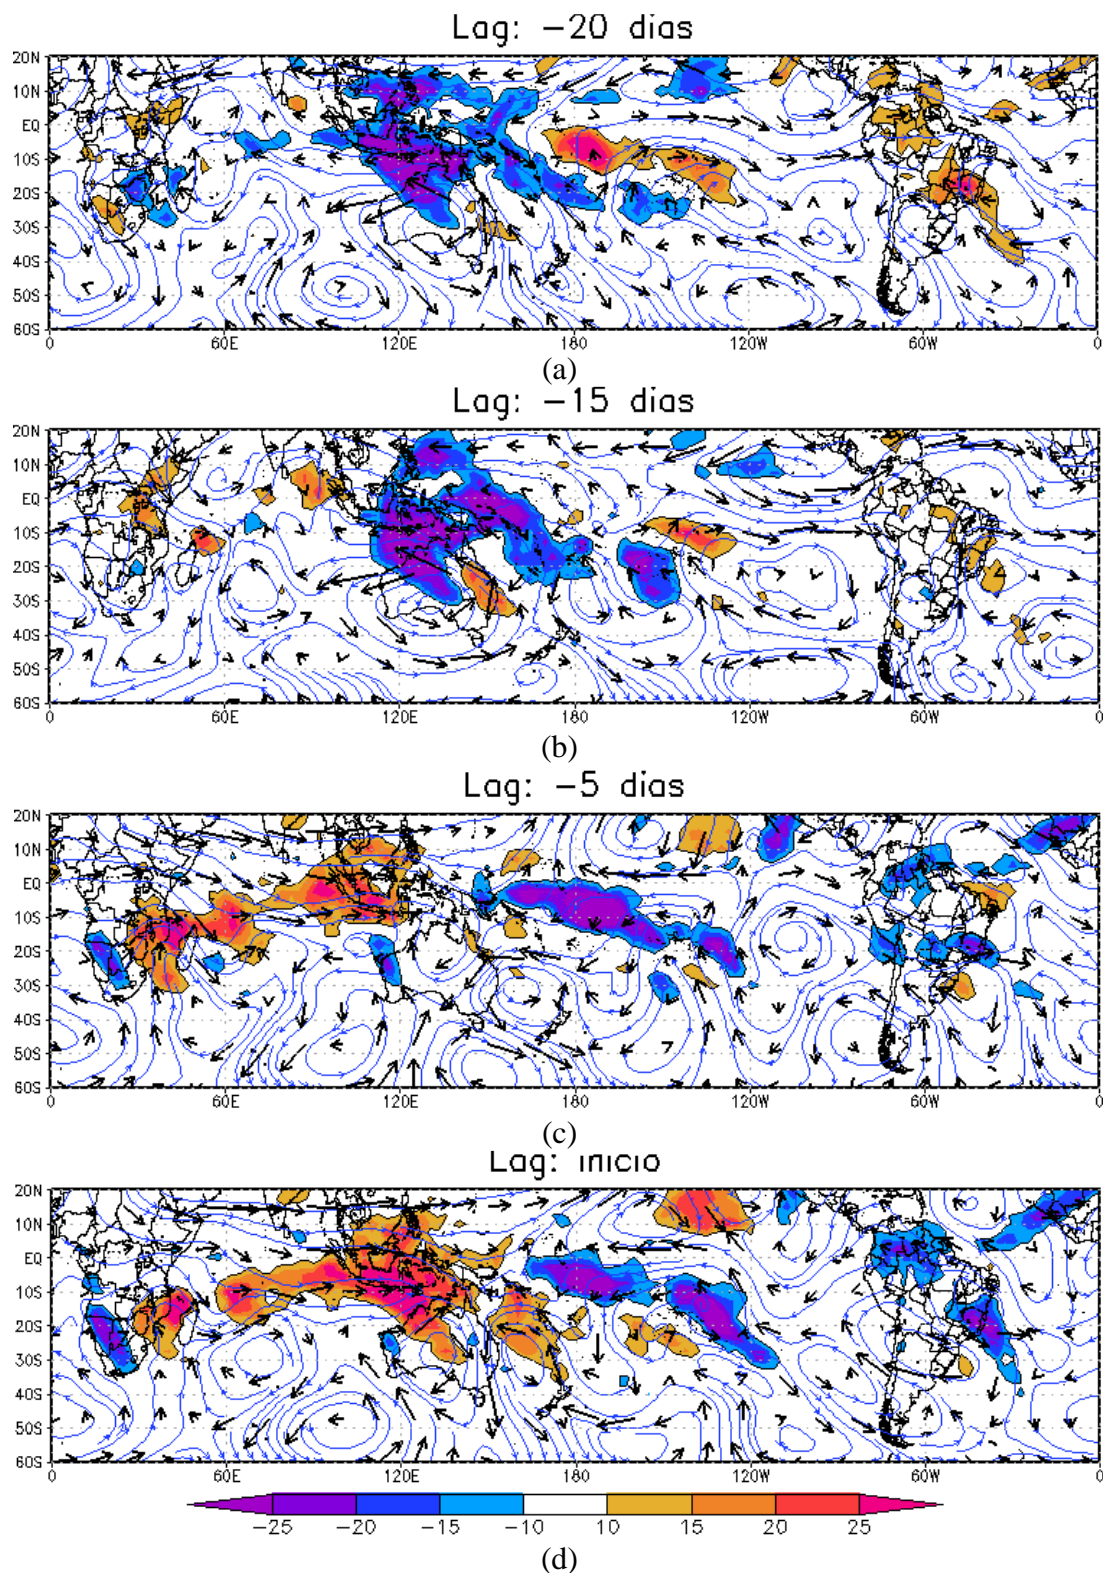 Lag: -20 dias
20N
10N
EQ
10S
20S
30S
40S
50S
60S
0 60E 120E 180 120W 60W 0
(a)
Lag: -15 dias
20N
10N
EQ
10S
20S
30S
40S
50S
60S
0 60E 120E 180 120W 60W 0
(b)
Lag: -5 dias
20N
10N
EQ
10S
20S
30S
40S
50S
60S
0 60E 120E 180 120W 60W 0
(c)
Lag: inicio
20N
10N
EQ
10S
20S
30S
40S
50S
60S
0 60E 120E 180 120W 60W 0
-25 -20 -15 -10 10 15 20 25
(d)